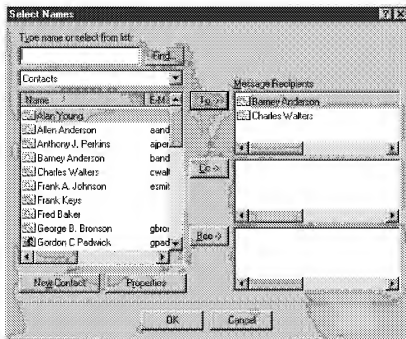 Select Names
Type name or select from list:
Find...
Contacts
Name E-M
Alan Young
Allen Anderson aand
Anthony J. Perkins aper
Barney Anderson band
Charles Walters cwalt
Frank A. Johnson esmit
Frank Keys
Fred Baker
George B. Bronson gbror
Gordon C Padwick gpad
New Contact Properties
To ->
Cc ->
Bcc ->
Message Recipients
Barney Anderson
Charles Walters
OK Cancel